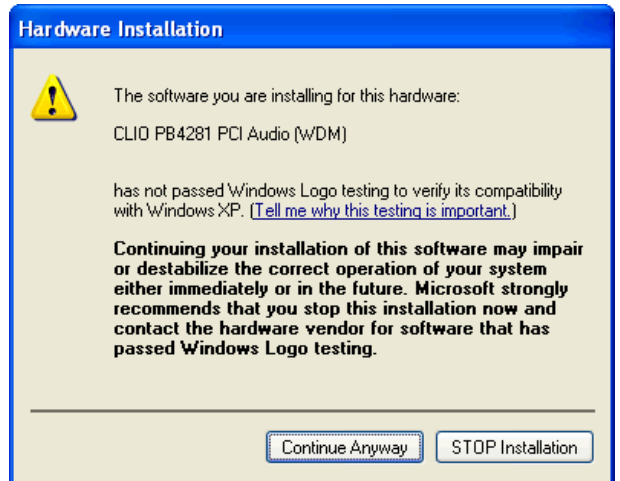 Hardware Installation
The software you are installing for this hardware:
CLIO PB4281 PCI Audio (WDM)
has not passed Windows Logo testing to verify its compatibility
with Windows XP. (Tell me why this testing is important.)
Continuing your installation of this software may impair
or destabilize the correct operation of your system
either immediately or in the future. Microsoft strongly
recommends that you stop this installation now and
contact the hardware vendor for software that has
passed Windows Logo testing.
Continue Anyway
STOP Installation